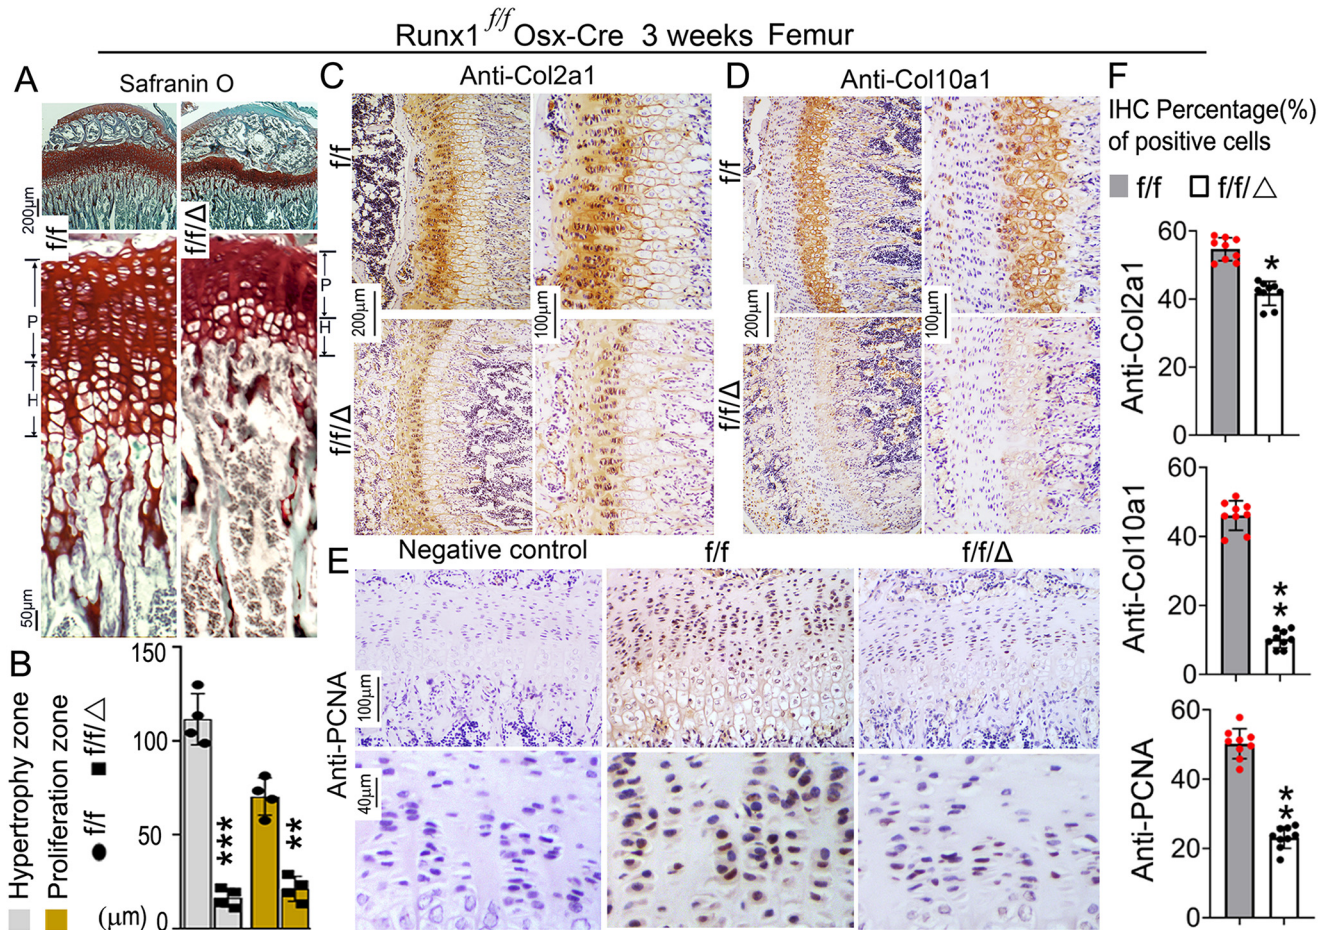 Runx1 f/f Osx-Cre 3 weeks Femur
A
Safranin O
200μm
f/f
f/f/Δ
P
H
P
H
50μm
B
Hypertrophy zone
Proliferation zone
f/f
f/f/△
150
100
50
0
(μm)
***
**
C
Anti-Col2a1
f/f
200μm
100μm
f/f/Δ
D
Anti-Col10a1
f/f
200μm
100μm
f/f/Δ
E
Negative control
f/f
f/f/Δ
Anti-PCNA
100μm
40μm
F
IHC Percentage(%)
of positive cells
f/f
f/f/△
Anti-Col2a1
60
40
20
0
*
Anti-Col10a1
60
40
20
0
**
Anti-PCNA
60
40
20
0
**